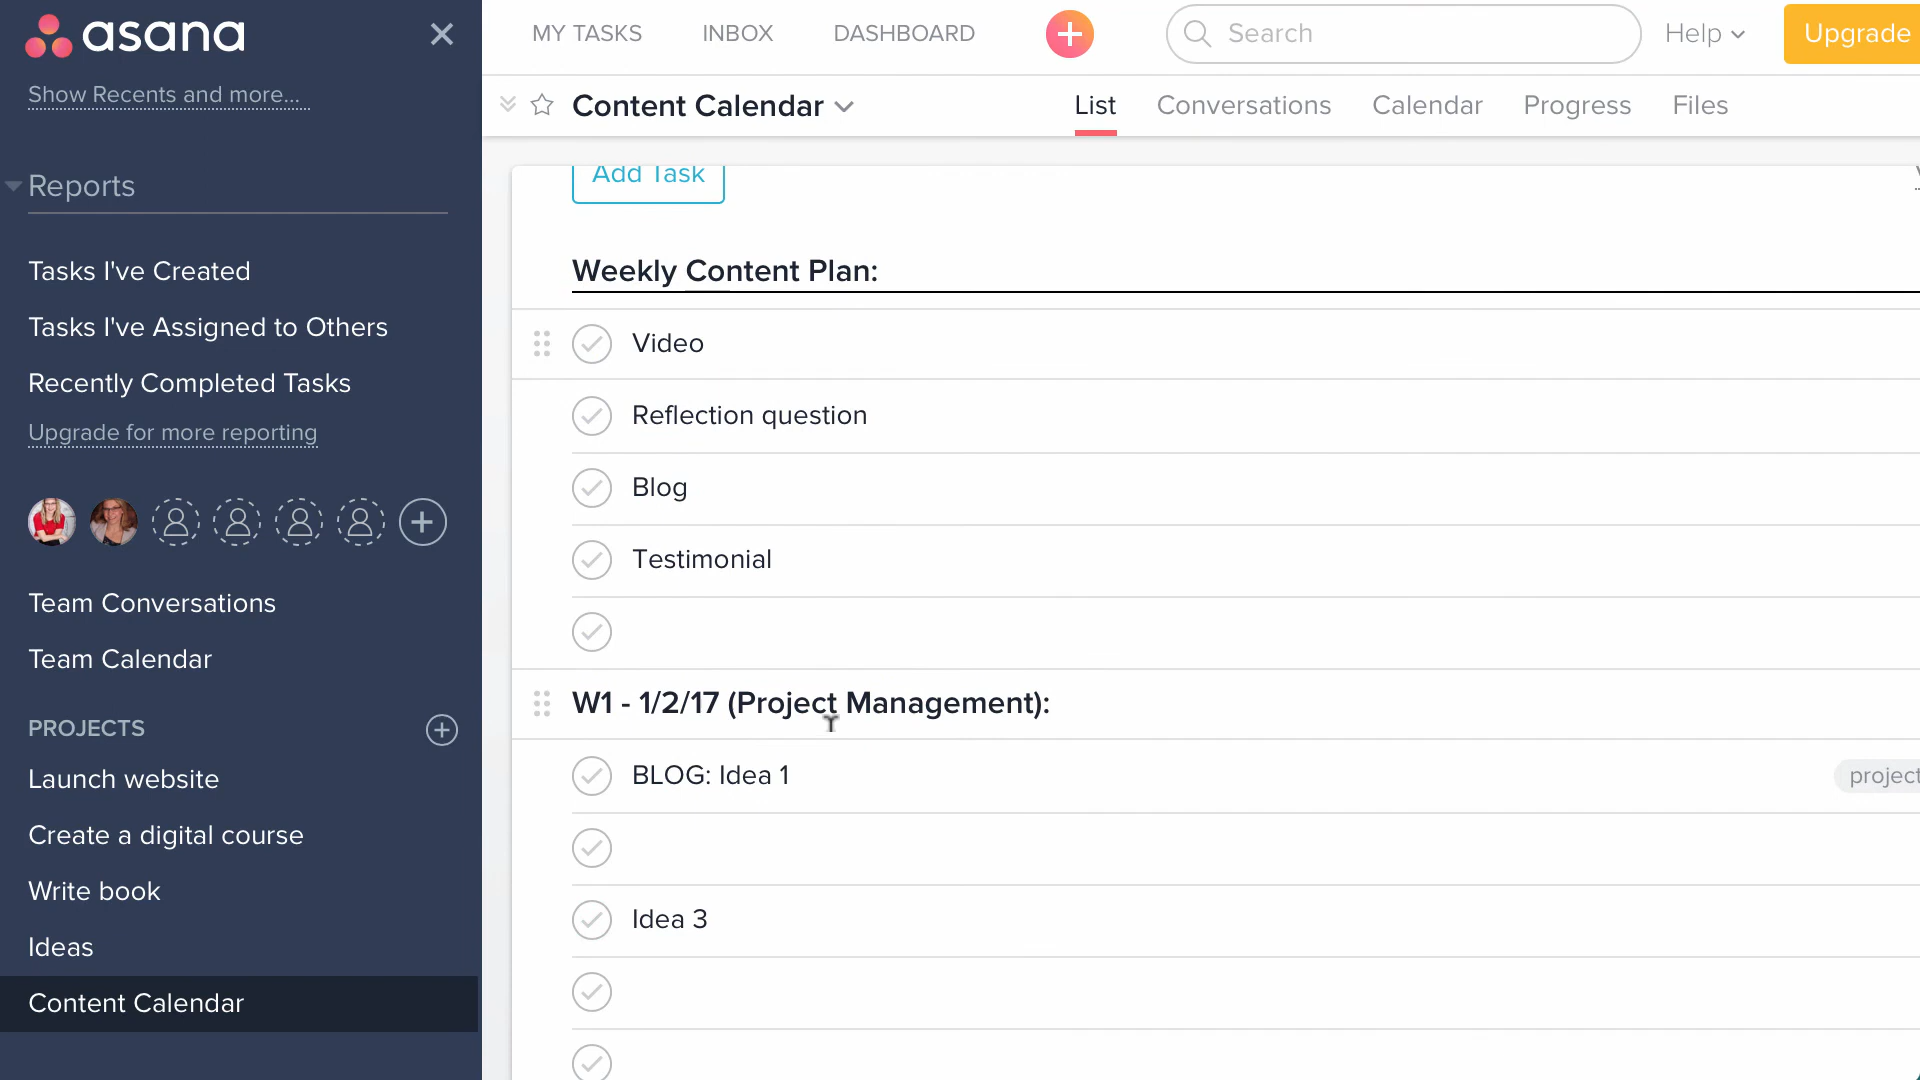 asana
Show Recents and more...
Reports
Tasks I've Created
Tasks I've Assigned to Others
Recently Completed Tasks
Upgrade for more reporting
Team Conversations
Team Calendar
PROJECTS
Launch website
Create a digital course
Write book
Ideas
Content Calendar
MY TASKS INBOX DASHBOARD Search Help Upgrade
Content Calendar List Conversations Calendar Progress Files
Add Task
Weekly Content Plan:
Video
Reflection question
Blog
Testimonial
W1 - 1/2/17 (Project Management):
BLOG: Idea 1 project
Idea 3